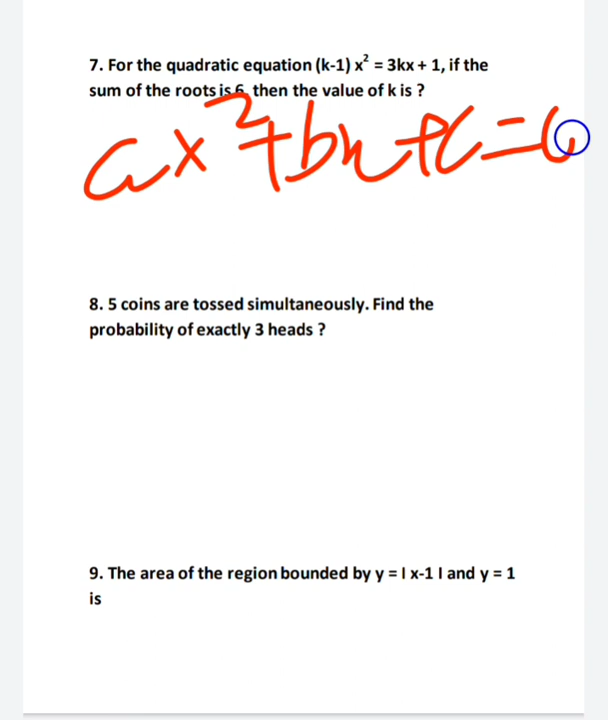 7. For the quadratic equation (k-1) x² = 3kx + 1, if the
sum of the roots is 6, then the value of k is ?
ax² + bx + c = 0
8. 5 coins are tossed simultaneously. Find the
probability of exactly 3 heads ?
9. The area of the region bounded by y = I x-1 I and y = 1
is